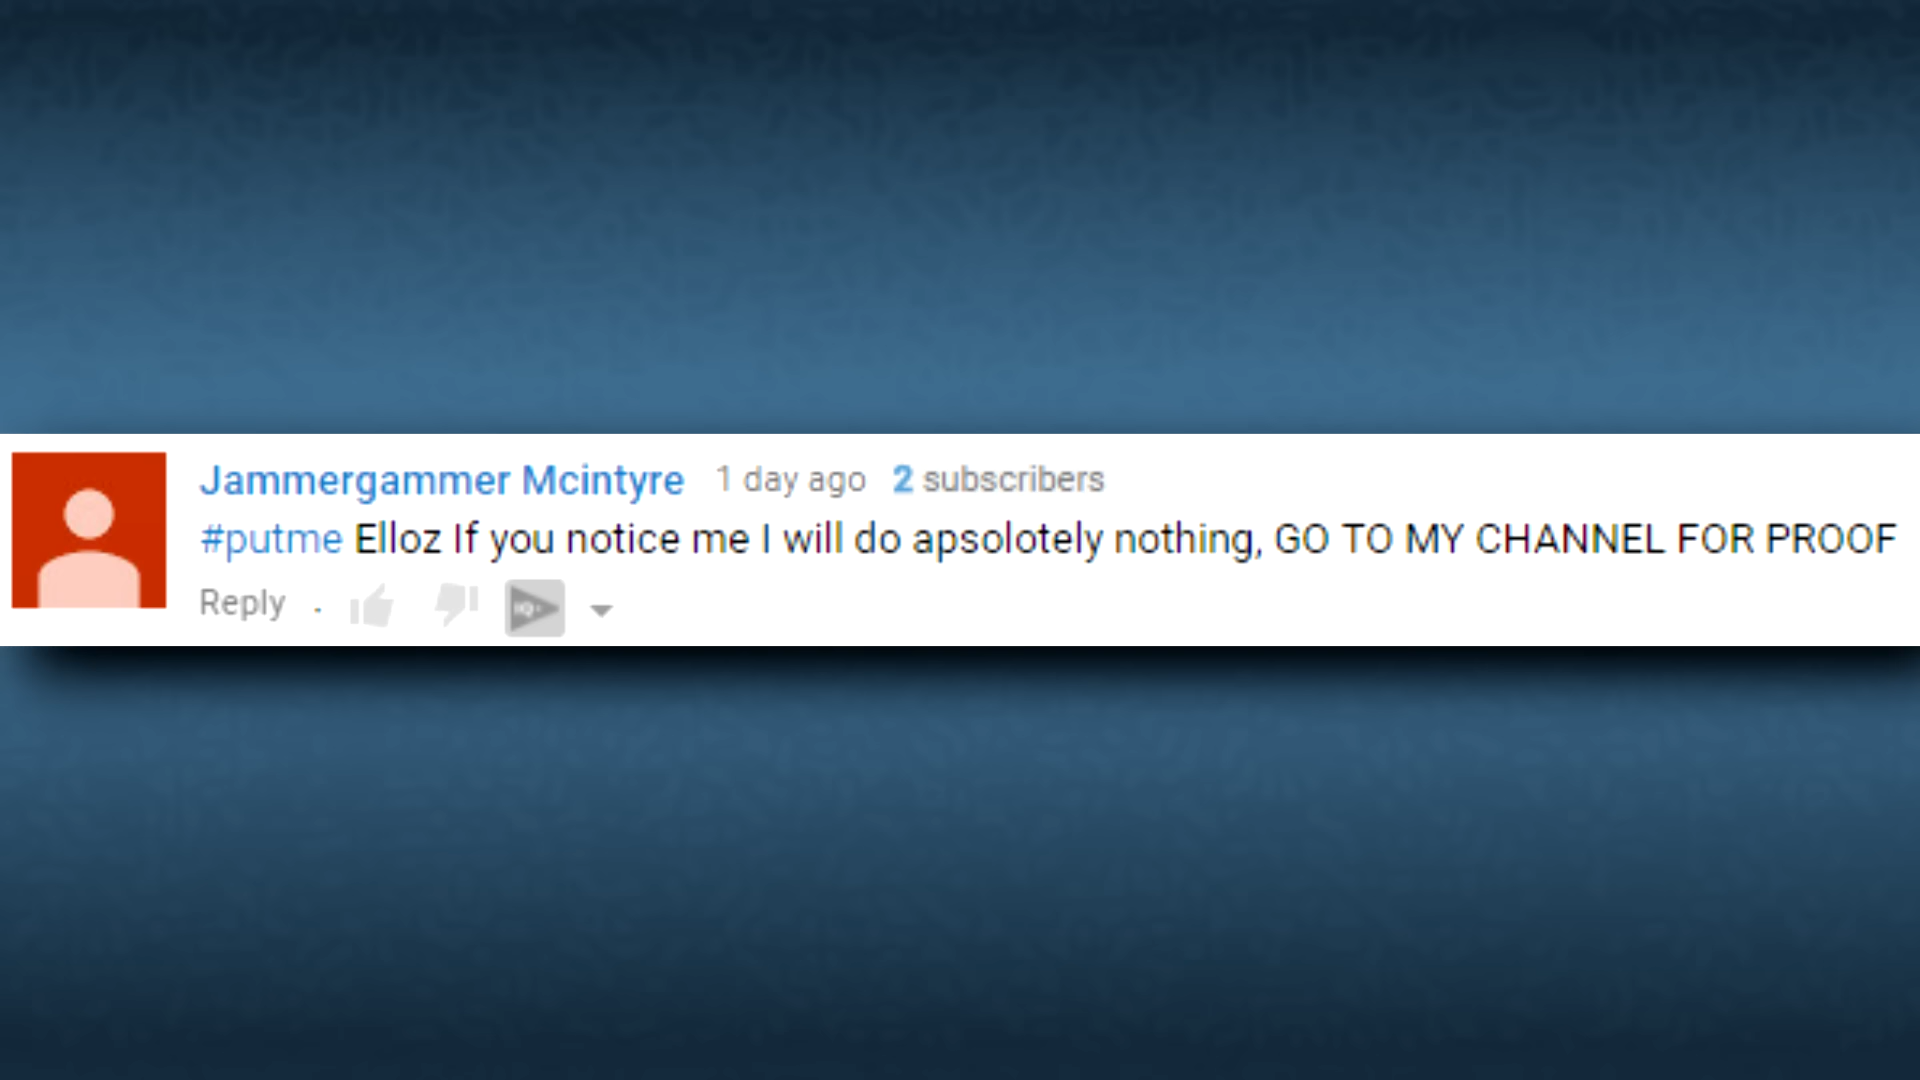 Jammergammer Mcintyre 1 day ago 2 subscribers
#putme Elloz If you notice me I will do apsolotely nothing, GO TO MY CHANNEL FOR PROOF
Reply .